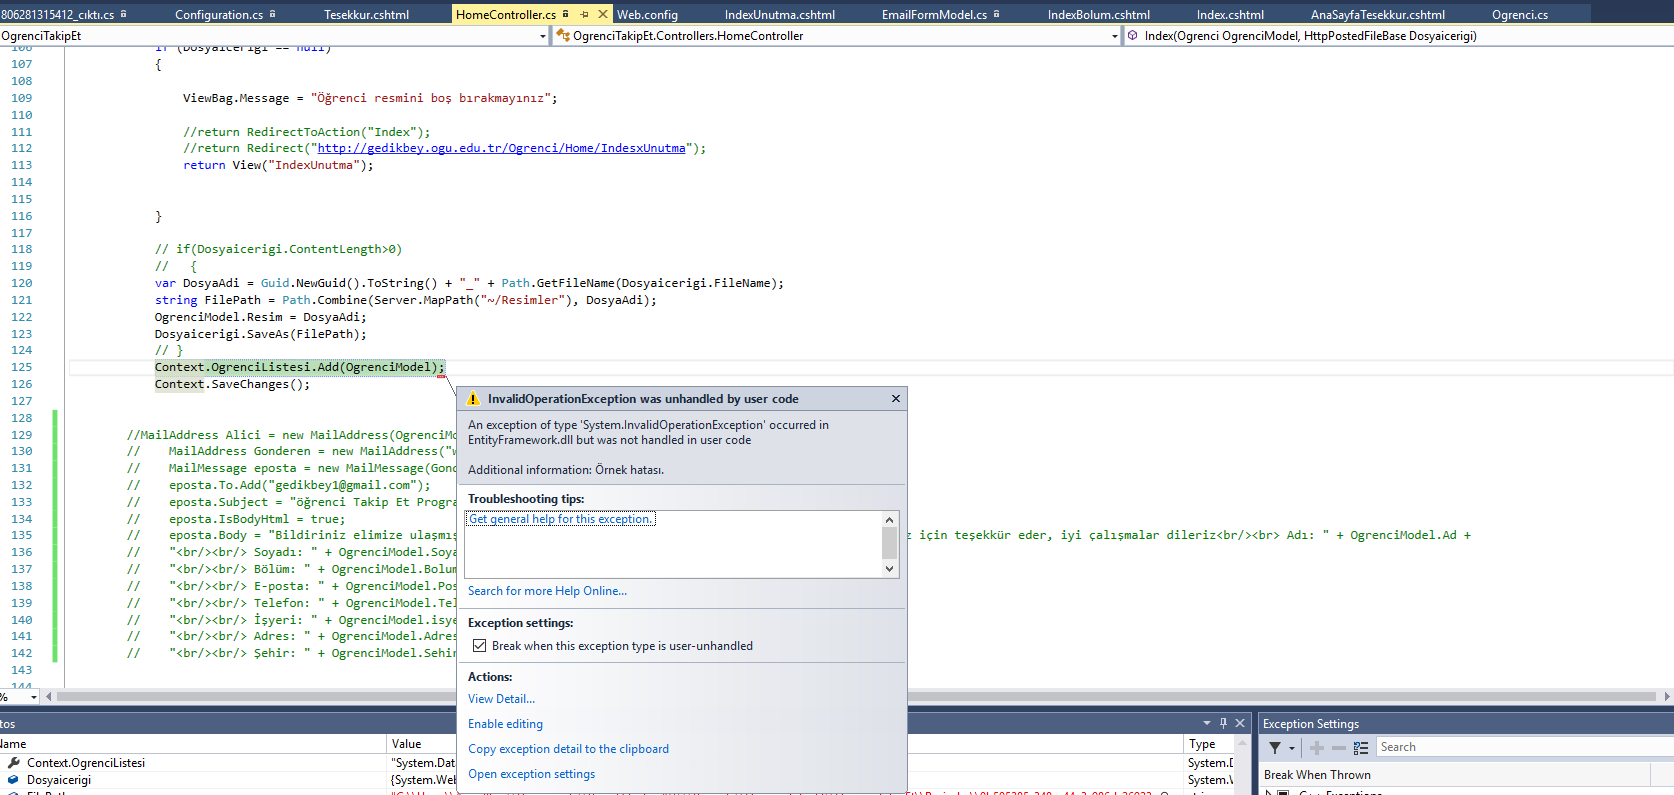 806281315412_çıktı.cs Configuration.cs Tesekkur.cshtml HomeController.cs Web.config IndexUnutma.cshtml EmailFormModel.cs IndexBolum.cshtml Index.cshtml AnaSayfaTesekkur.cshtml Ogrenci.cs
OgrenciTakipEt OgrenciTakipEt.Controllers.HomeController Index(Ogrenci OgrenciModel, HttpPostedFileBase Dosyaicerigi)
106 if (Dosyaicerigi == null)
107 {
108
109 ViewBag.Message = "Öğrenci resmini boş bırakmayınız";
110
111 //return RedirectToAction("Index");
112 //return Redirect("http://gedikbey.ogu.edu.tr/Ogrenci/Home/IndesxUnutma");
113 return View("IndexUnutma");
114
115
116 }
117
118 // if(Dosyaicerigi.ContentLength>0)
119 // {
120 var DosyaAdi = Guid.NewGuid().ToString() + "_" + Path.GetFileName(Dosyaicerigi.FileName);
121 string FilePath = Path.Combine(Server.MapPath("~/Resimler"), DosyaAdi);
122 OgrenciModel.Resim = DosyaAdi;
123 Dosyaicerigi.SaveAs(FilePath);
124 // }
125 Context.OgrenciListesi.Add(OgrenciModel);
126 Context.SaveChanges();
127
128
129 //MailAddress Alici = new MailAddress(OgrenciMo
130 // MailAddress Gonderen = new MailAddress("w
131 // MailMessage eposta = new MailMessage(Gond
132 // eposta.To.Add("gedikbey1@gmail.com");
133 // eposta.Subject = "öğrenci Takip Et Progra
134 // eposta.IsBodyHtml = true;
135 // eposta.Body = "Bildiriniz elimize ulaşmış z için teşekkür eder, iyi çalışmalar dileriz<br/><br> Adı: " + OgrenciModel.Ad +
136 // "<br/><br/> Soyadı: " + OgrenciModel.Soya
137 // "<br/><br/> Bölüm: " + OgrenciModel.Bolum
138 // "<br/><br/> E-posta: " + OgrenciModel.Pos
139 // "<br/><br/> Telefon: " + OgrenciModel.Tel
140 // "<br/><br/> İşyeri: " + OgrenciModel.isye
141 // "<br/><br/> Adres: " + OgrenciModel.Adres
142 // "<br/><br/> Şehir: " + OgrenciModel.Sehir
143
144
InvalidOperationException was unhandled by user code
An exception of type 'System.InvalidOperationException' occurred in
EntityFramework.dll but was not handled in user code
Additional information: Örnek hatası.
Troubleshooting tips:
Get general help for this exception.
Search for more Help Online...
Exception settings:
Break when this exception type is user-unhandled
Actions:
View Detail...
Enable editing
Copy exception detail to the clipboard
Open exception settings
%
tos
Name Value Type
Context.OgrenciListesi "System.Dat System.D
Dosyaicerigi {System.Web System.W
Exception Settings
Search
Break When Thrown